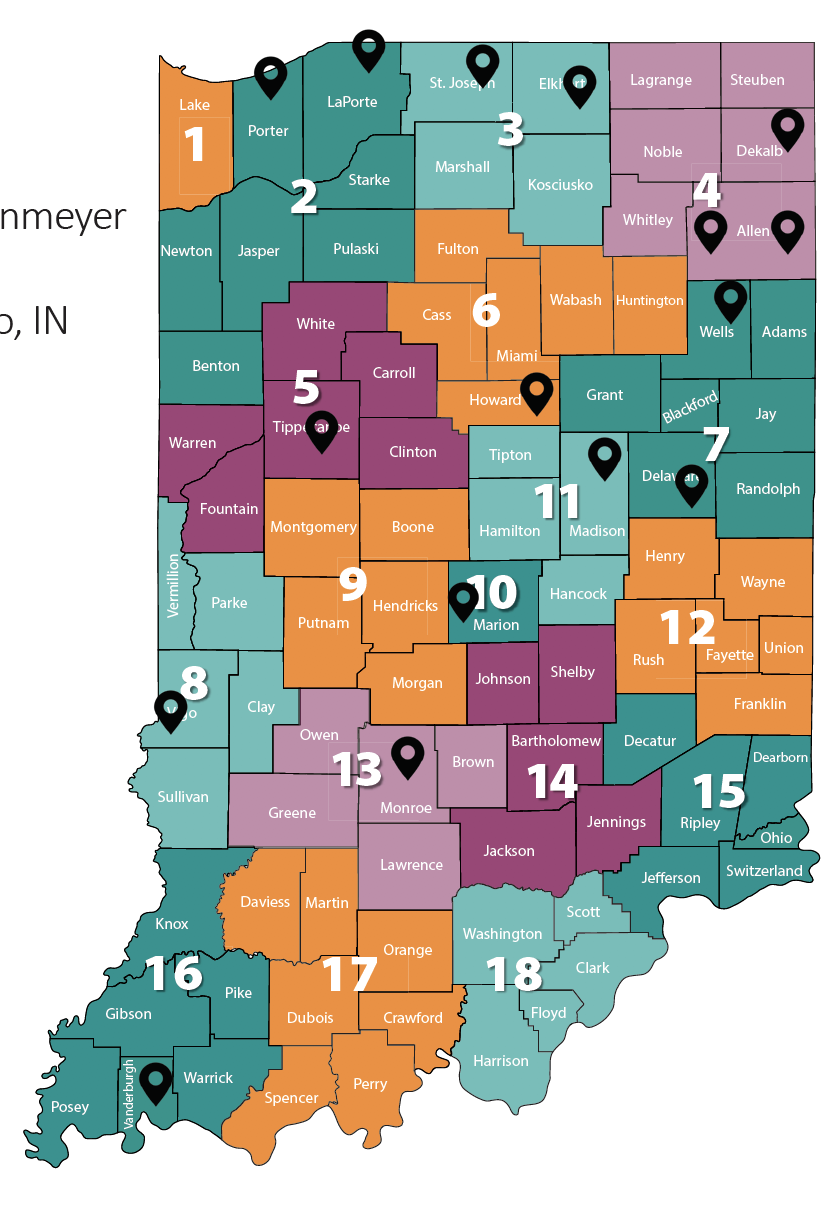 nmeyer
o, IN
Lake
1
Porter
LaPorte
St. Joseph
Elkhart
3
Lagrange
Steuben
Noble
Dekalb
4
Marshall
Kosciusko
Starke
2
Whitley
Allen
Newton
Jasper
Pulaski
Fulton
Cass
6
Miami
Wabash
Huntington
Wells
Adams
White
Benton
Carroll
5
Howard
Grant
Blackford
Jay
Tippecanoe
Warren
Clinton
Tipton
7
Delaware
Randolph
Fountain
Montgomery
Boone
Hamilton
11
Madison
Henry
Wayne
Vermillion
Parke
9
Putnam
Hendricks
10
Marion
Hancock
12
Rush
Fayette
Union
8
Vigo
Clay
Morgan
Johnson
Shelby
Franklin
Owen
Bartholomew
Decatur
Dearborn
13
Monroe
Brown
14
15
Sullivan
Greene
Jennings
Ripley
Ohio
Lawrence
Jackson
Jefferson
Switzerland
Daviess
Martin
Knox
Scott
Washington
Orange
16
17
18
Clark
Pike
Gibson
Dubois
Crawford
Floyd
Harrison
Posey
Vanderburgh
Warrick
Spencer
Perry